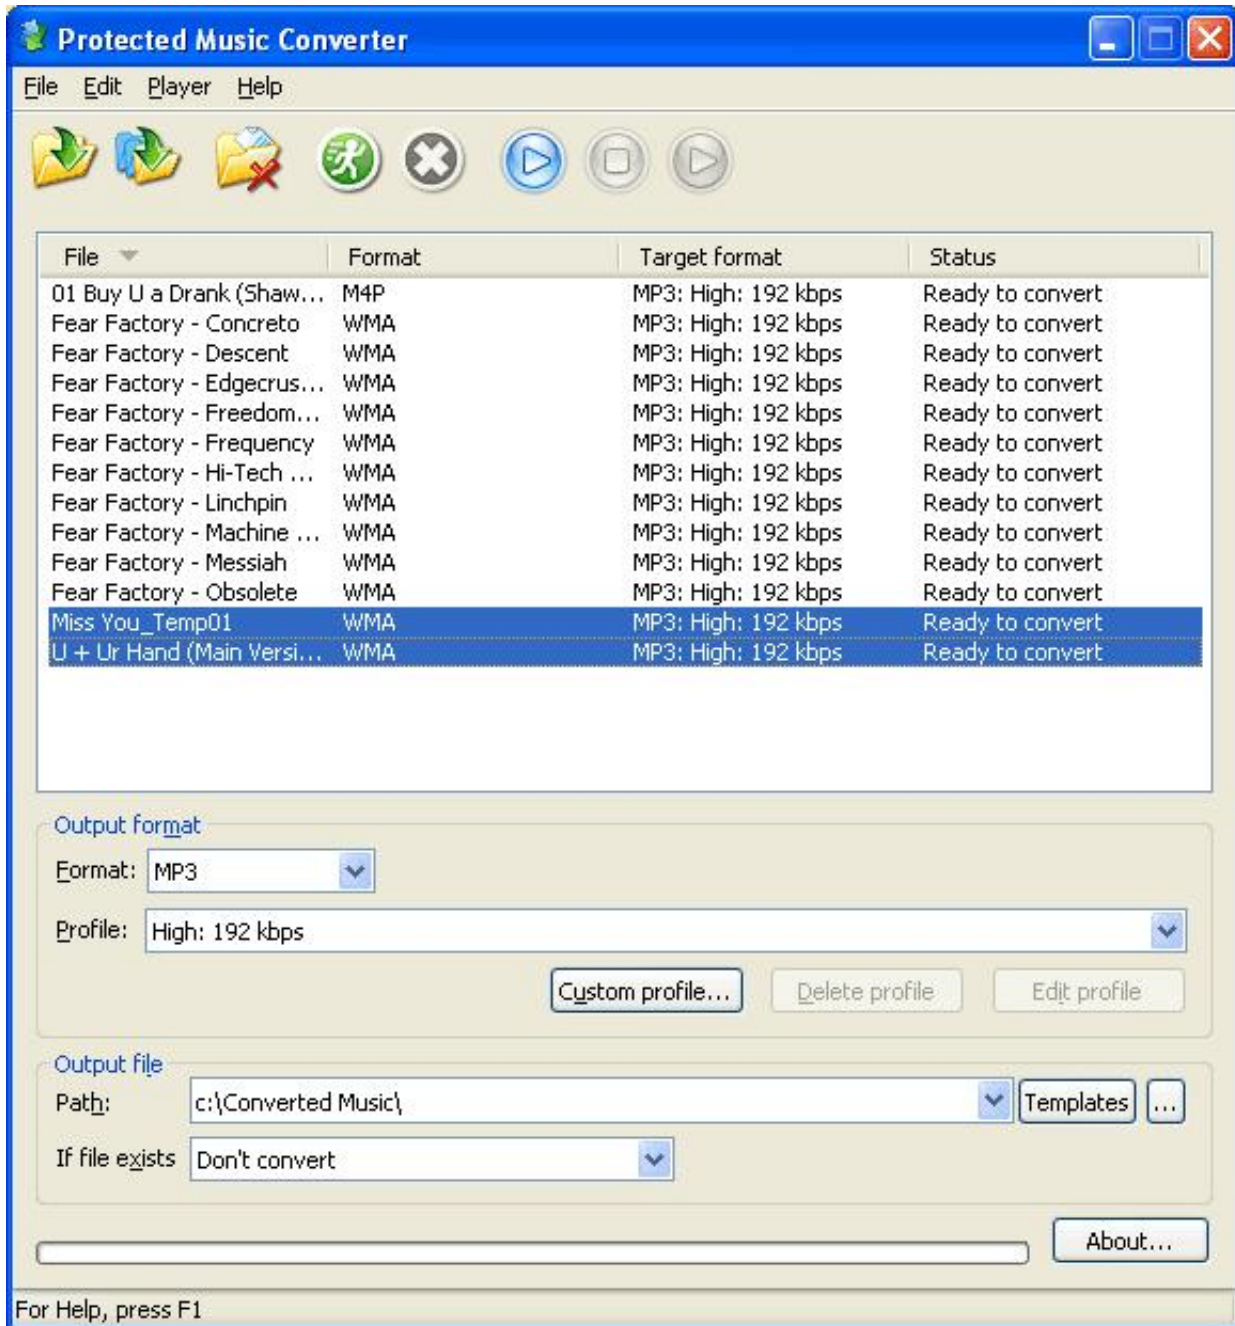 Protected Music Converter
File Edit Player Help
File Format Target format Status
01 Buy U a Drank (Shaw... M4P MP3: High: 192 kbps Ready to convert
Fear Factory - Concreto WMA MP3: High: 192 kbps Ready to convert
Fear Factory - Descent WMA MP3: High: 192 kbps Ready to convert
Fear Factory - Edgecrus... WMA MP3: High: 192 kbps Ready to convert
Fear Factory - Freedom... WMA MP3: High: 192 kbps Ready to convert
Fear Factory - Frequency WMA MP3: High: 192 kbps Ready to convert
Fear Factory - Hi-Tech ... WMA MP3: High: 192 kbps Ready to convert
Fear Factory - Linchpin WMA MP3: High: 192 kbps Ready to convert
Fear Factory - Machine ... WMA MP3: High: 192 kbps Ready to convert
Fear Factory - Messiah WMA MP3: High: 192 kbps Ready to convert
Fear Factory - Obsolete WMA MP3: High: 192 kbps Ready to convert
Miss You_Temp01 WMA MP3: High: 192 kbps Ready to convert
U + Ur Hand (Main Versi... WMA MP3: High: 192 kbps Ready to convert
Output format
Format: MP3
Profile: High: 192 kbps
Custom profile... Delete profile Edit profile
Output file
Path: c:\Converted Music\ Templates ...
If file exists Don't convert
About...
For Help, press F1